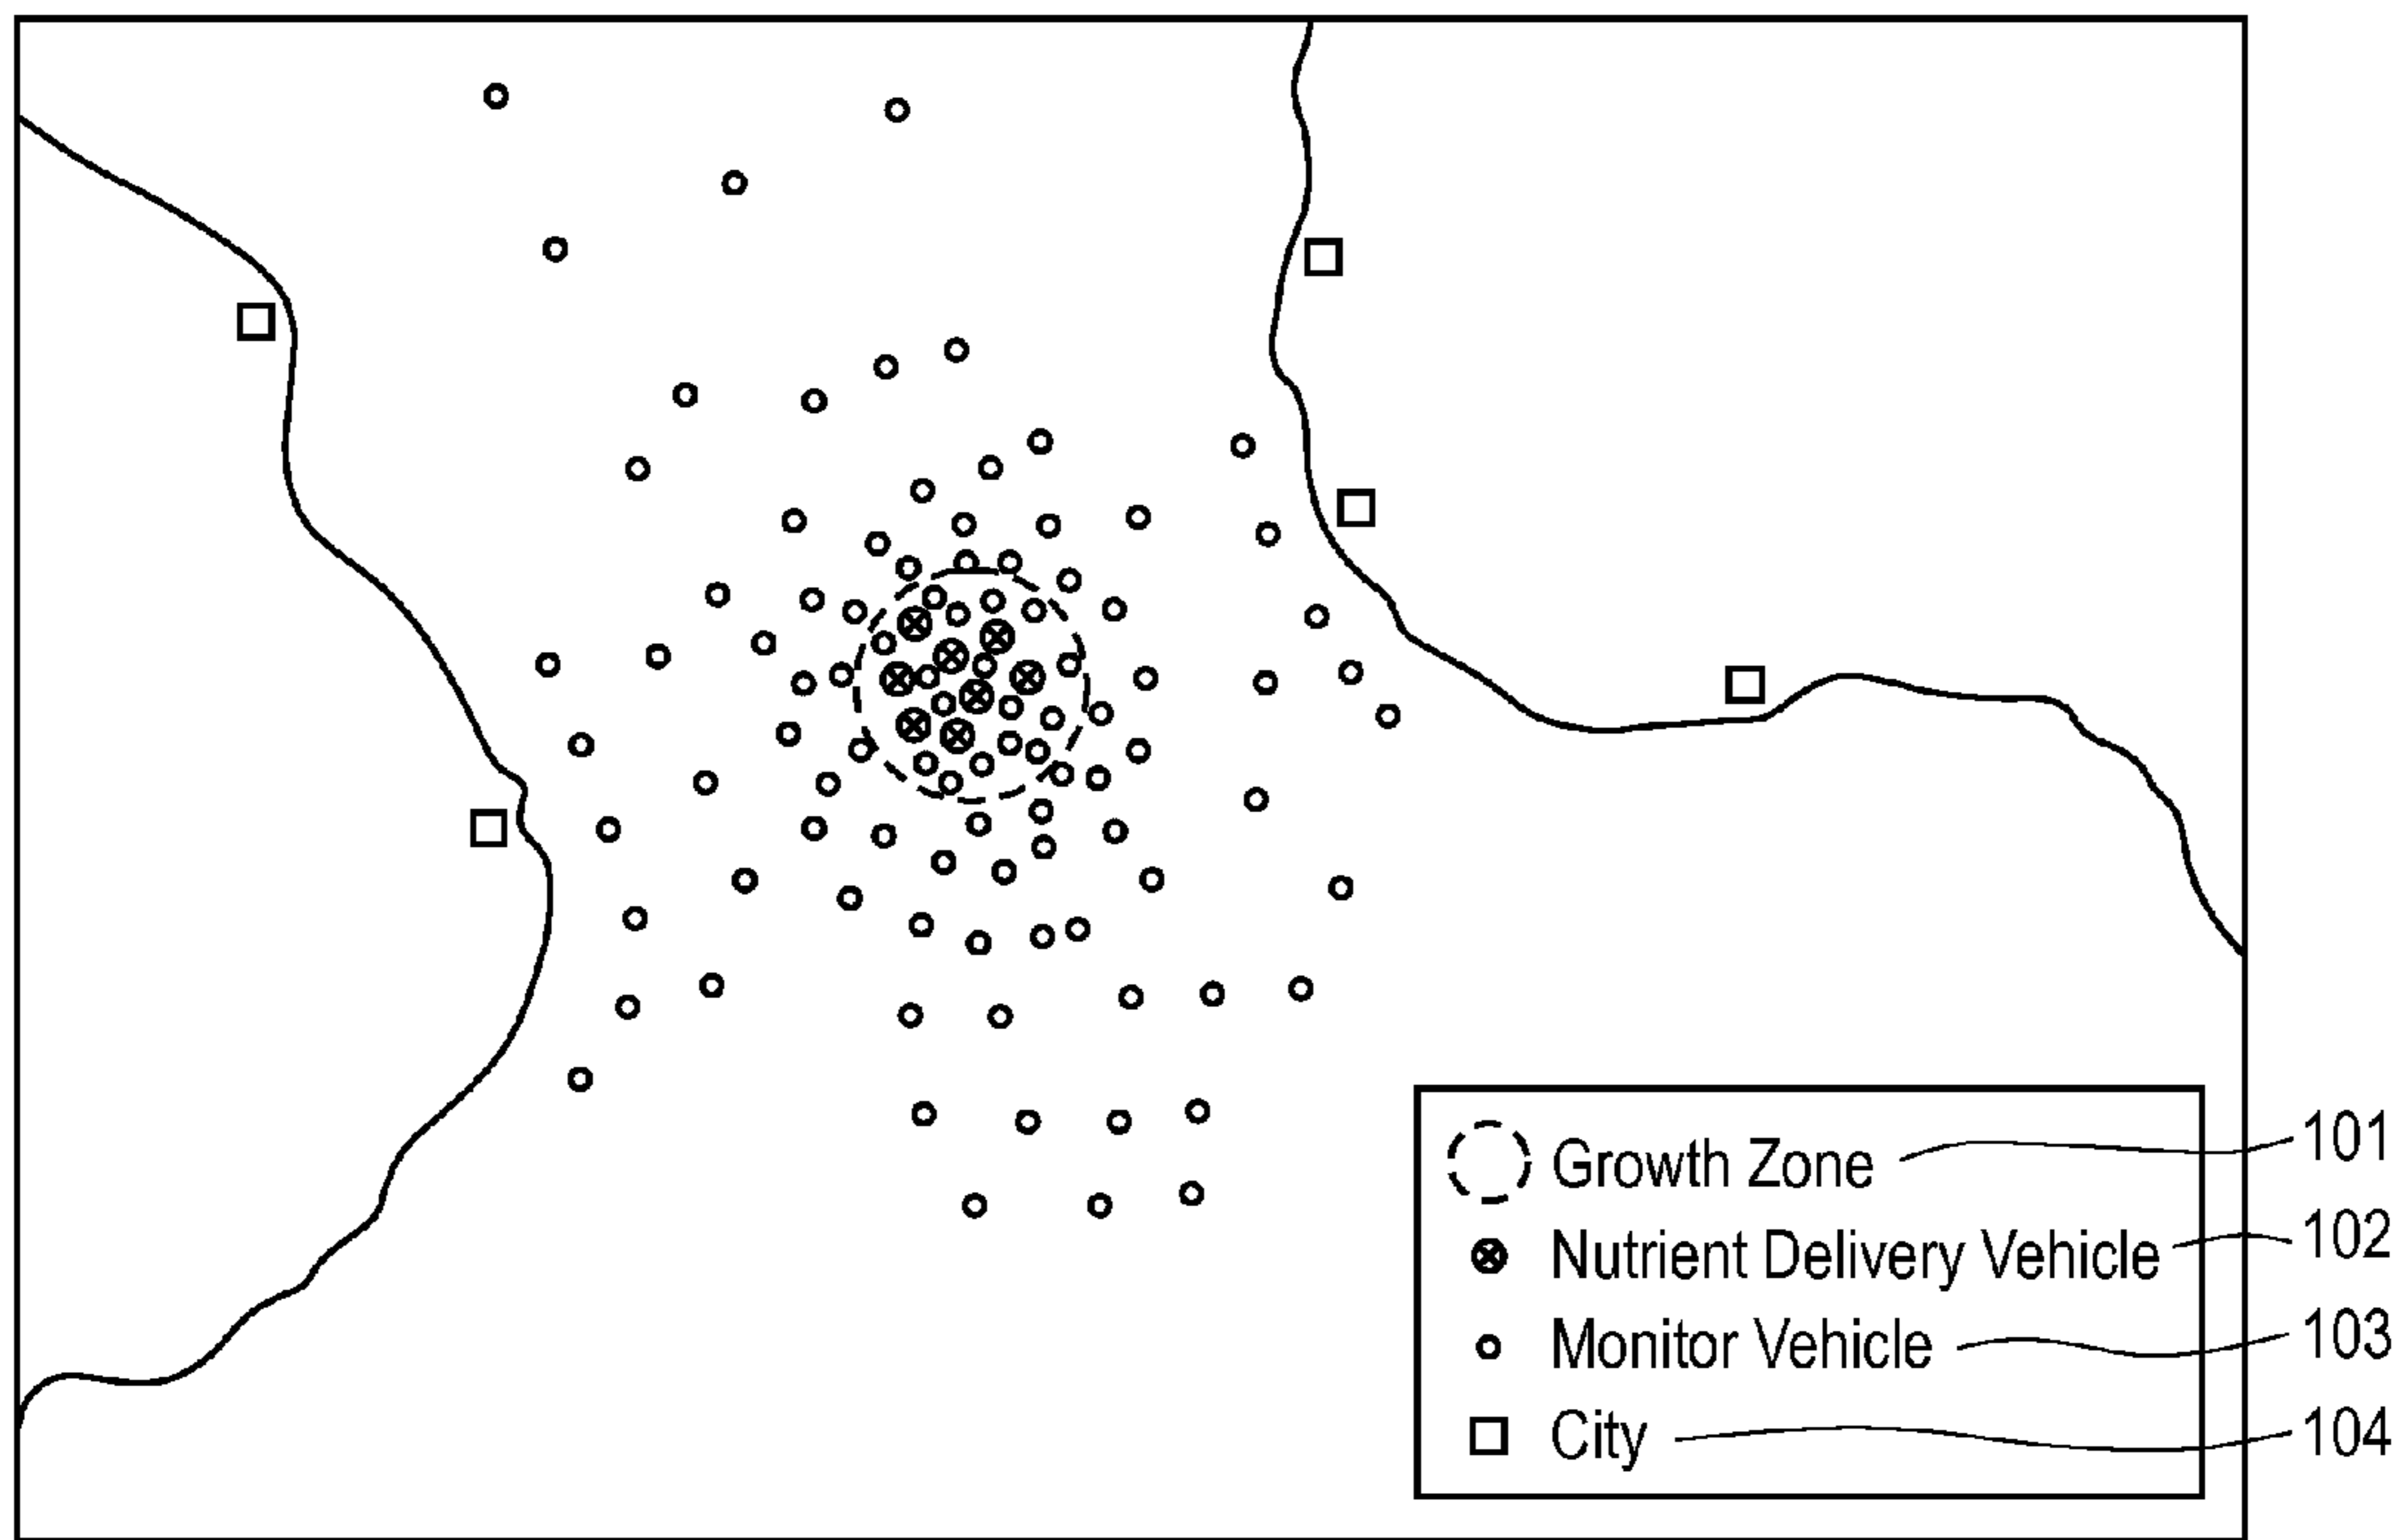 Growth Zone 101
Nutrient Delivery Vehicle 102
Monitor Vehicle 103
City 104